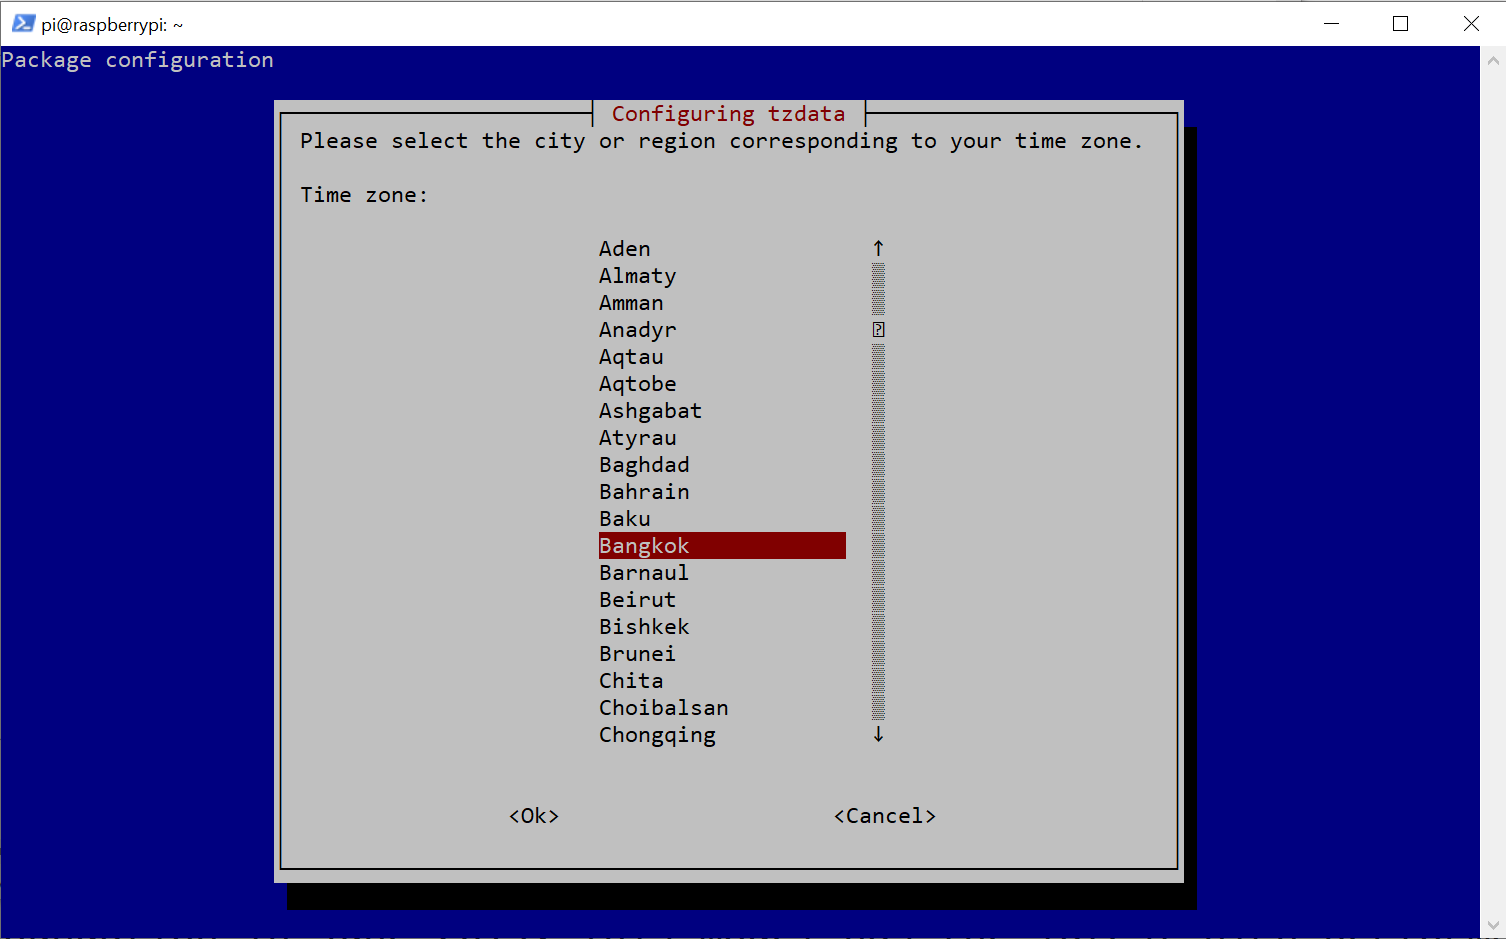 pi@raspberrypi: ~
Package configuration
Configuring tzdata
Please select the city or region corresponding to your time zone.
Time zone:
Aden
Almaty
Amman
Anadyr
Aqtau
Aqtobe
Ashgabat
Atyrau
Baghdad
Bahrain
Baku
Bangkok
Barnaul
Beirut
Bishkek
Brunei
Chita
Choibalsan
Chongqing
<Ok> <Cancel>